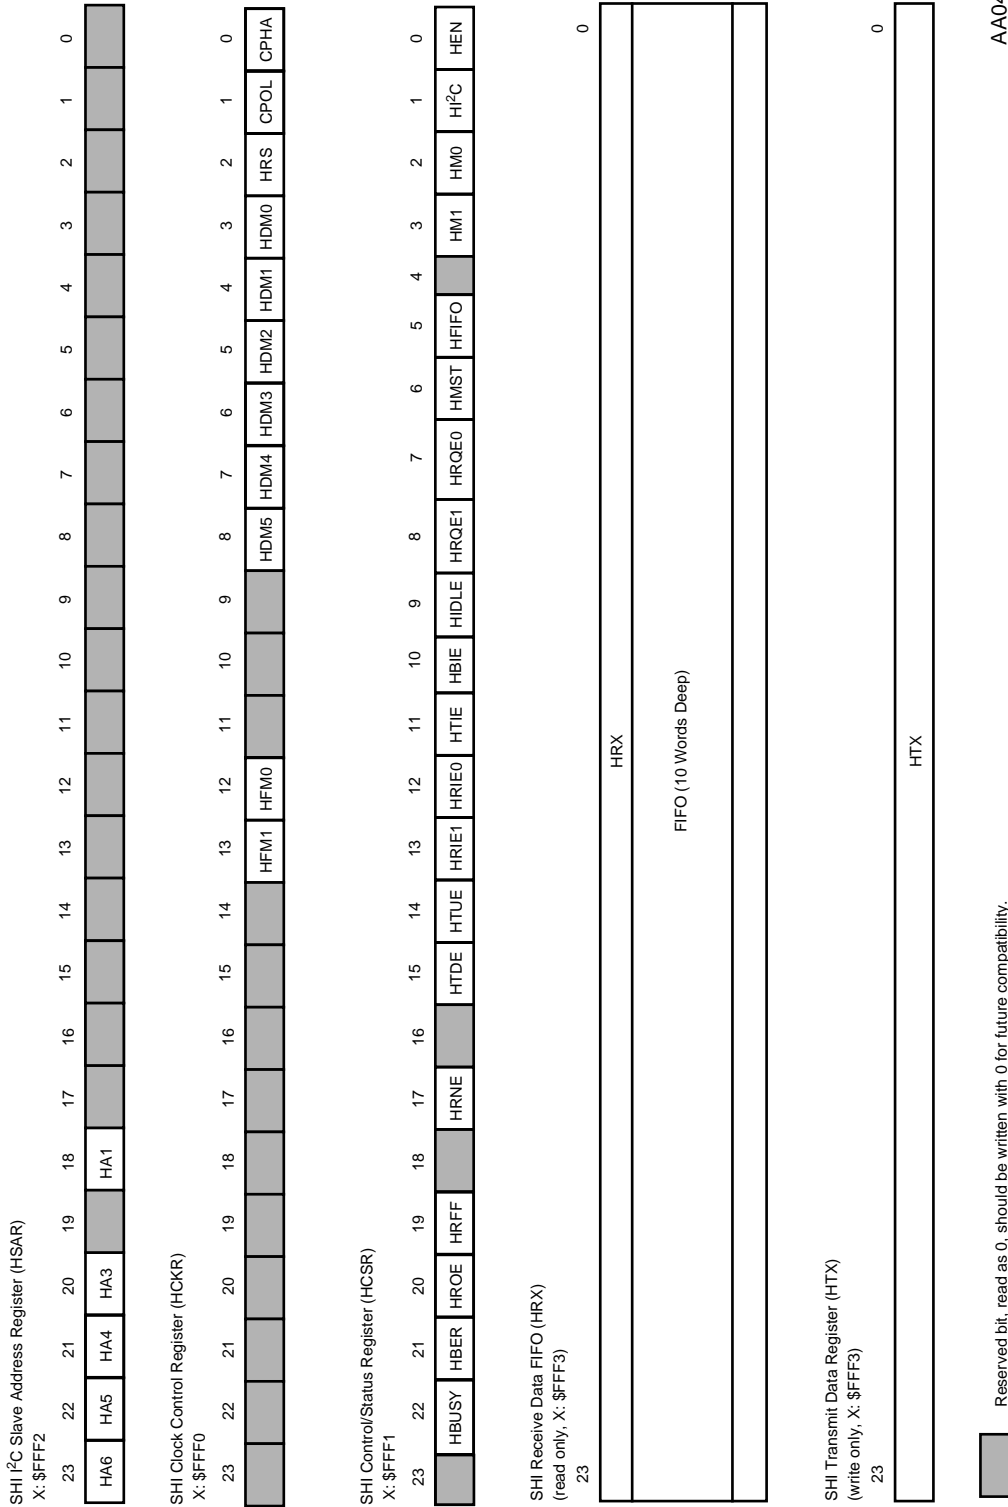 SHI I²C Slave Address Register (HSAR)
X: $FFF2
23 22 21 20 19 18 17 16 15 14 13 12 11 10 9 8 7 6 5 4 3 2 1 0
HA6 HA5 HA4 HA3 HA1
SHI Clock Control Register (HCKR)
X: $FFF0
23 22 21 20 19 18 17 16 15 14 13 12 11 10 9 8 7 6 5 4 3 2 1 0
HFM1 HFM0 HDM5 HDM4 HDM3 HDM2 HDM1 HDM0 HRS CPOL CPHA
SHI Control/Status Register (HCSR)
X: $FFF1
23 22 21 20 19 18 17 16 15 14 13 12 11 10 9 8 7 6 5 4 3 2 1 0
HBUSY HBER HROE HRFF HRNE HTDE HTUE HRIE1 HRIE0 HTIE HBIE HIDLE HRQE1 HRQE0 HMST HFIFO HM1 HM0 HI²C HEN
SHI Receive Data FIFO (HRX)
(read only, X: $FFF3)
23 0
HRX
FIFO (10 Words Deep)
SHI Transmit Data Register (HTX)
(write only, X: $FFF3)
23 0
HTX
Reserved bit, read as 0, should be written with 0 for future compatibility.